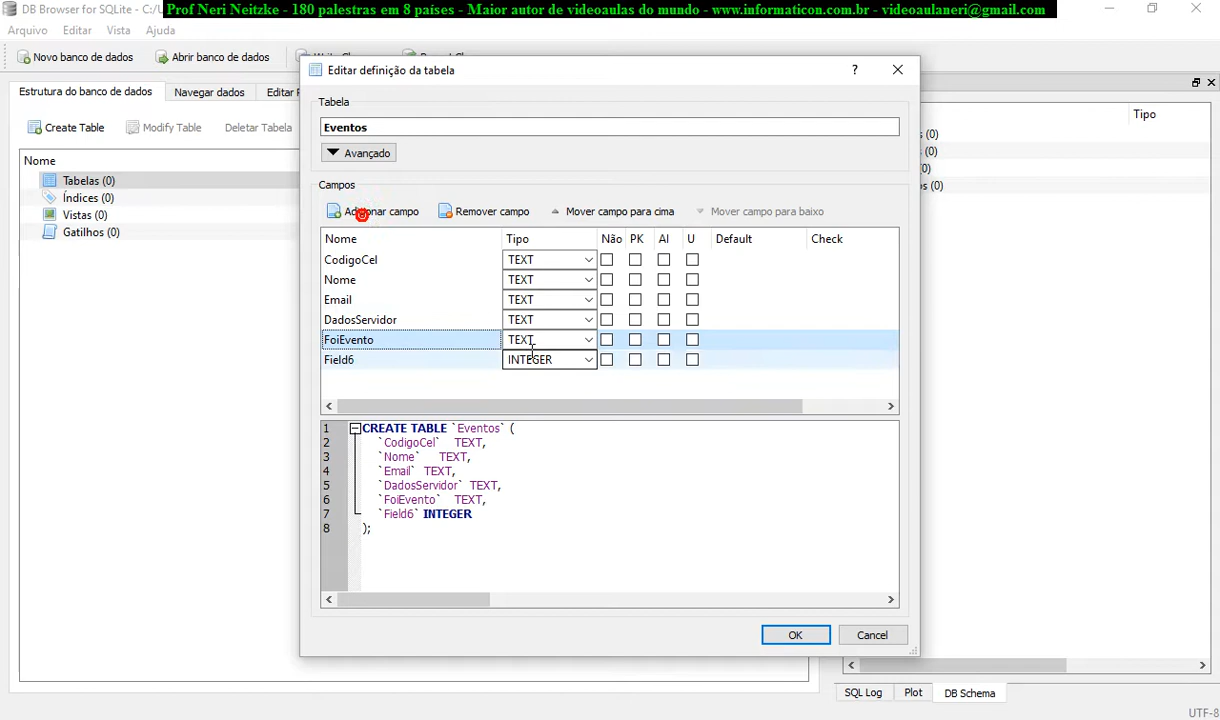 DB Browser for SQLite - C:/U
Prof Neri Neitzke - 180 palestras em 8 países - Maior autor de videoaulas do mundo - www.informaticon.com.br - videoaulaneri@gmail.com
Arquivo Editar Vista Ajuda
Novo banco de dados Abrir banco de dados
Editar definição da tabela ? 
Estrutura do banco de dados Navegar dados Editar P
Create Table Modify Table Deletar Tabela
Tabela
Eventos
Avançado
Nome
Tabelas (0)
Índices (0)
Vistas (0)
Gatilhos (0)
Campos
Adicionar campo Remover campo Mover campo para cima Mover campo para baixo
Nome Tipo Não PK AI U Default Check
CodigoCel TEXT
Nome TEXT
Email TEXT
DadosServidor TEXT
FoiEvento TEXT
Field6 INTEGER
1 CREATE TABLE `Eventos` (
2 `CodigoCel` TEXT,
3 `Nome` TEXT,
4 `Email` TEXT,
5 `DadosServidor` TEXT,
6 `FoiEvento` TEXT,
7 `Field6` INTEGER
8 );
OK Cancel
Tipo
s (0)
s (0)
(0)
s (0)
SQL Log Plot DB Schema
UTF-8